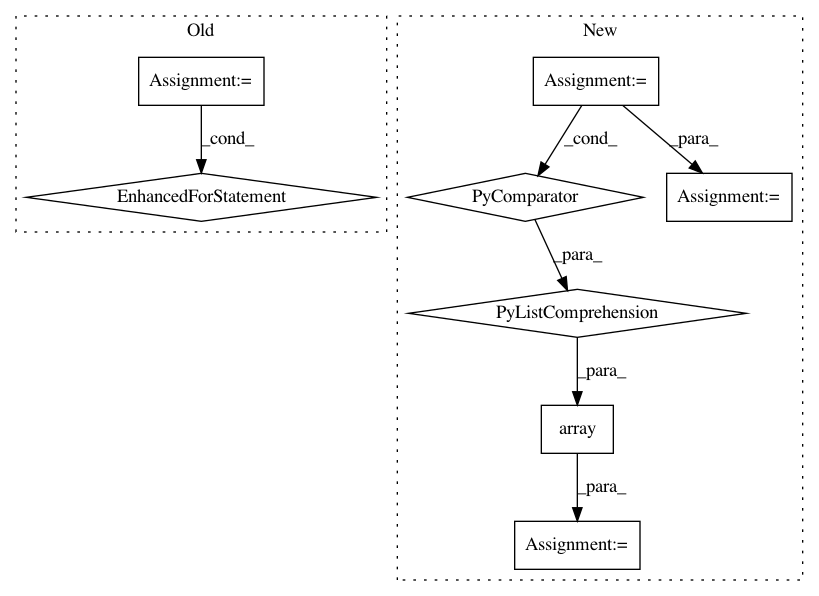 Old
New
Assignment:=
Assignment:=
_cond_
_cond_
_para_
EnhancedForStatement
PyComparator
Assignment:=
_para_
PyListComprehension
_para_
array
_para_
Assignment:=